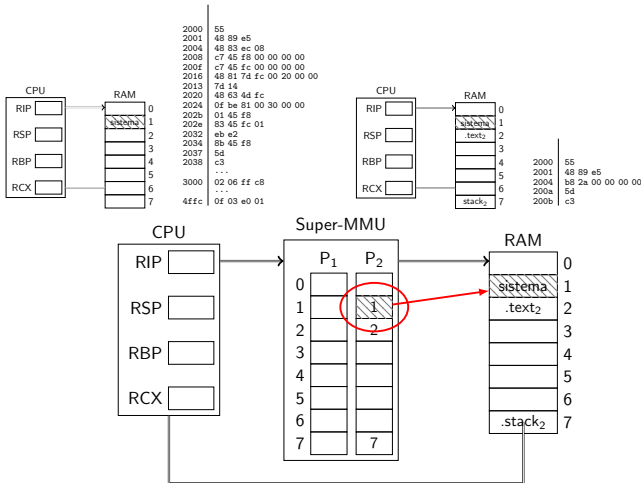 2000 55
2001 48 89 e5
2004 48 83 ec 08
2008 c7 45 f8 00 00 00 00
200f c7 45 fc 00 00 00 00
2016 48 81 7d fc 00 20 00 00
2013 7d 14
2020 48 63 4d fc
2024 0f be 81 00 30 00 00
202b 01 45 f8
202e 83 45 fc 01
2032 eb e2
2034 8b 45 f8
2037 5d
2038 c3
...
3000 02 06 ff c8
...
4ffc 0f 03 e0 01
CPU
RIP
RSP
RBP
RCX
RAM
0
sistema 1
2
3
4
5
6
7
CPU
RIP
RSP
RBP
RCX
RAM
0
sistema 1
.text₂ 2
3
4
5
6
stack₂ 7
2000 55
2001 48 89 e5
2004 b8 2a 00 00 00 00
200a 5d
200b c3
CPU
RIP
RSP
RBP
RCX
Super-MMU
P₁ P₂
0
1 1
2 2
3
4
5
6
7 7
RAM
0
sistema 1
.text₂ 2
3
4
5
6
.stack₂ 7